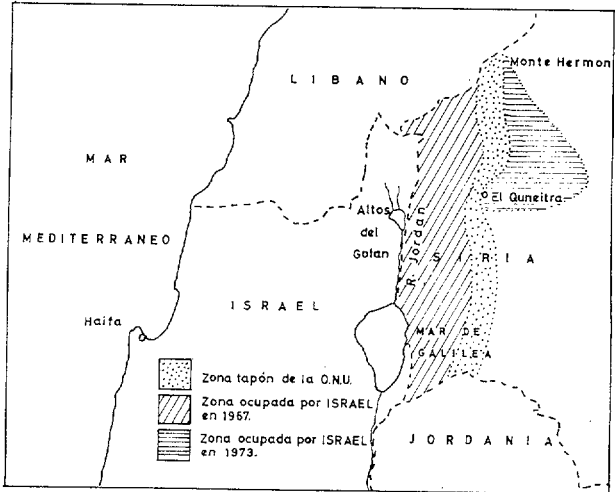 Monte Hermon
LIBANO
MAR
El Quneitra
Altos
del
Golan
R. Jordan
MEDITERRANEO
SIRIA
ISRAEL
Haifa
MAR DE
GALILEA
Zona tapón de la O.N.U.
Zona ocupada por ISRAEL
en 1967.
Zona ocupada por ISRAEL
en 1973.
JORDANIA